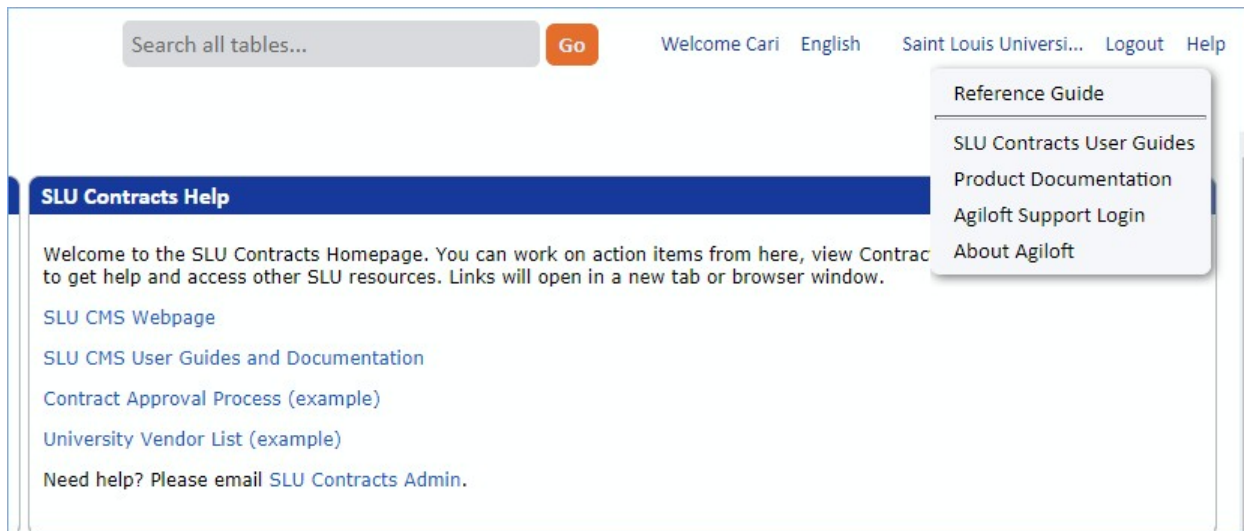 Search all tables... Go Welcome Cari English Saint Louis Universi... Logout Help
Reference Guide
SLU Contracts User Guides
Product Documentation
Agiloft Support Login
About Agiloft
SLU Contracts Help
Welcome to the SLU Contracts Homepage. You can work on action items from here, view Contrac
to get help and access other SLU resources. Links will open in a new tab or browser window.
SLU CMS Webpage
SLU CMS User Guides and Documentation
Contract Approval Process (example)
University Vendor List (example)
Need help? Please email SLU Contracts Admin.